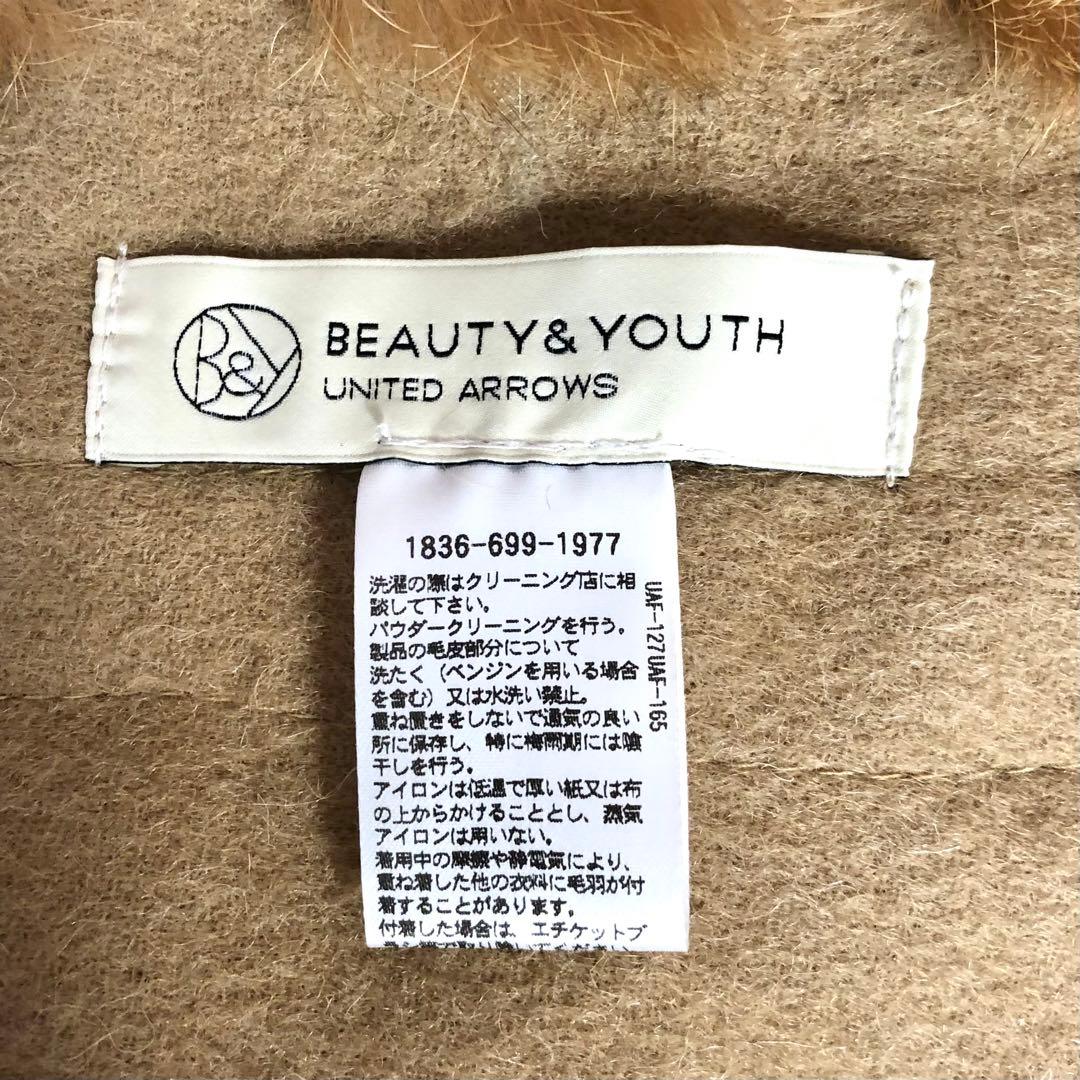 B&Y
BEAUTY&YOUTH
UNITED ARROWS
1836-699-1977
洗濯の際はクリーニング店に相
談して下さい。
パウダークリーニングを行う。
製品の毛皮部分について
洗たく(ベンジンを用いる場合
を含む)又は水洗い禁止。
重ね置きをしないで通気の良い
所に保存し、特に梅雨期には陰
干しを行う。
アイロンは低温で厚い紙又は布
の上からかけることとし、蒸気
アイロンは用いない。
着用中の摩擦や静電気により、
重ね着した他の衣料に毛羽が付
着することがあります。
付着した場合は、エチケットブ
UAF-127UAF-165